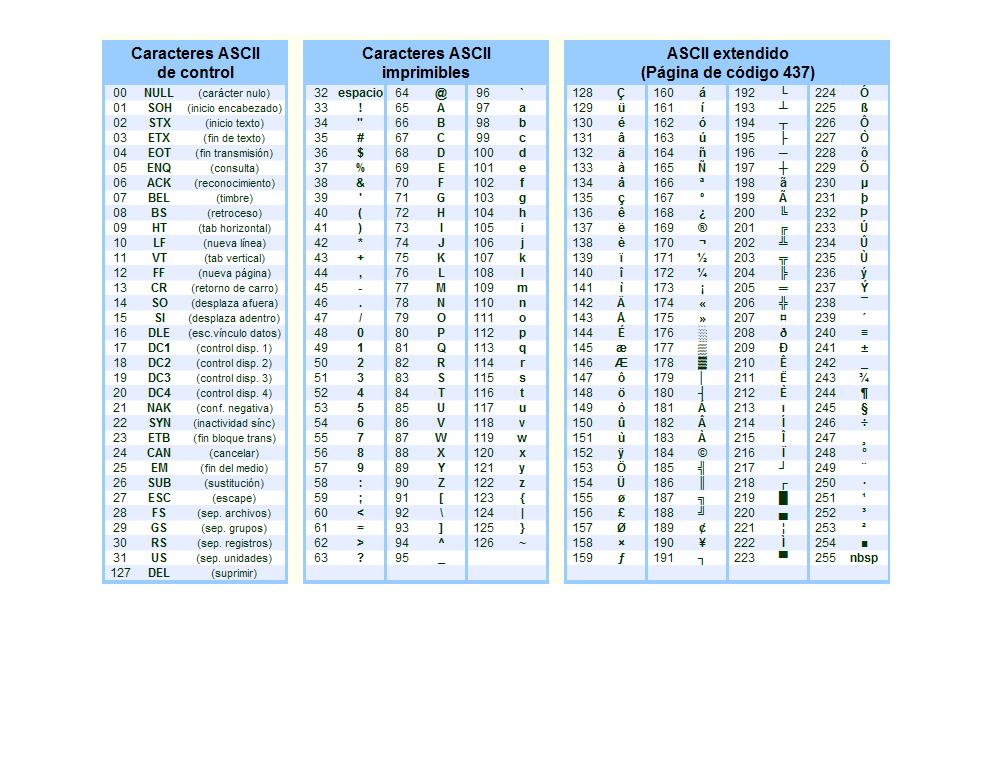 Caracteres ASCII
de control
00 NULL (carácter nulo)
01 SOH (inicio encabezado)
02 STX (inicio texto)
03 ETX (fin de texto)
04 EOT (fin transmisión)
05 ENQ (consulta)
06 ACK (reconocimiento)
07 BEL (timbre)
08 BS (retroceso)
09 HT (tab horizontal)
10 LF (nueva línea)
11 VT (tab vertical)
12 FF (nueva página)
13 CR (retorno de carro)
14 SO (desplaza afuera)
15 SI (desplaza adentro)
16 DLE (esc.vínculo datos)
17 DC1 (control disp. 1)
18 DC2 (control disp. 2)
19 DC3 (control disp. 3)
20 DC4 (control disp. 4)
21 NAK (conf. negativa)
22 SYN (inactividad sínc)
23 ETB (fin bloque trans)
24 CAN (cancelar)
25 EM (fin del medio)
26 SUB (sustitución)
27 ESC (escape)
28 FS (sep. archivos)
29 GS (sep. grupos)
30 RS (sep. registros)
31 US (sep. unidades)
127 DEL (suprimir)
Caracteres ASCII
imprimibles
32 espacio 64 @ 96 `
33 ! 65 A 97 a
34 " 66 B 98 b
35 # 67 C 99 c
36 $ 68 D 100 d
37 % 69 E 101 e
38 & 70 F 102 f
39 ' 71 G 103 g
40 ( 72 H 104 h
41 ) 73 I 105 i
42 * 74 J 106 j
43 + 75 K 107 k
44 , 76 L 108 l
45 - 77 M 109 m
46 . 78 N 110 n
47 / 79 O 111 o
48 0 80 P 112 p
49 1 81 Q 113 q
50 2 82 R 114 r
51 3 83 S 115 s
52 4 84 T 116 t
53 5 85 U 117 u
54 6 86 V 118 v
55 7 87 W 119 w
56 8 88 X 120 x
57 9 89 Y 121 y
58 : 90 Z 122 z
59 ; 91 [ 123 {
60 < 92 \ 124 |
61 = 93 ] 125 }
62 > 94 ^ 126 ~
63 ? 95 _
ASCII extendido
(Página de código 437)
128 Ç 160 á 192 └ 224 Ó
129 ü 161 í 193 ┴ 225 ß
130 é 162 ó 194 ┬ 226 Ô
131 â 163 ú 195 ├ 227 Ò
132 ä 164 ñ 196 ─ 228 õ
133 à 165 Ñ 197 ┼ 229 Õ
134 å 166 ª 198 ã 230 µ
135 ç 167 º 199 Ã 231 þ
136 ê 168 ¿ 200 ╚ 232 Þ
137 ë 169 ® 201 ╔ 233 Ú
138 è 170 ¬ 202 ╩ 234 Û
139 ï 171 ½ 203 ╦ 235 Ù
140 î 172 ¼ 204 ╠ 236 ý
141 ì 173 ¡ 205 ═ 237 Ý
142 Ä 174 « 206 ╬ 238 ¯
143 Å 175 » 207 ¤ 239 ´
144 É 176 ░ 208 ð 240 ≡
145 æ 177 ▒ 209 Ð 241 ±
146 Æ 178 ▓ 210 Ê 242 _
147 ô 179 │ 211 Ë 243 ¾
148 ö 180 ┤ 212 È 244 ¶
149 ò 181 Á 213 ı 245 §
150 û 182 Â 214 Í 246 ÷
151 ù 183 À 215 Î 247 ¸
152 ÿ 184 © 216 Ï 248 °
153 Ö 185 ╣ 217 ┘ 249 ¨
154 Ü 186 ║ 218 ┌ 250 ·
155 ø 187 ╗ 219 █ 251 ¹
156 £ 188 ╝ 220 ▄ 252 ³
157 Ø 189 ¢ 221 ¦ 253 ²
158 × 190 ¥ 222 Ì 254 ■
159 ƒ 191 ┐ 223 ▀ 255 nbsp